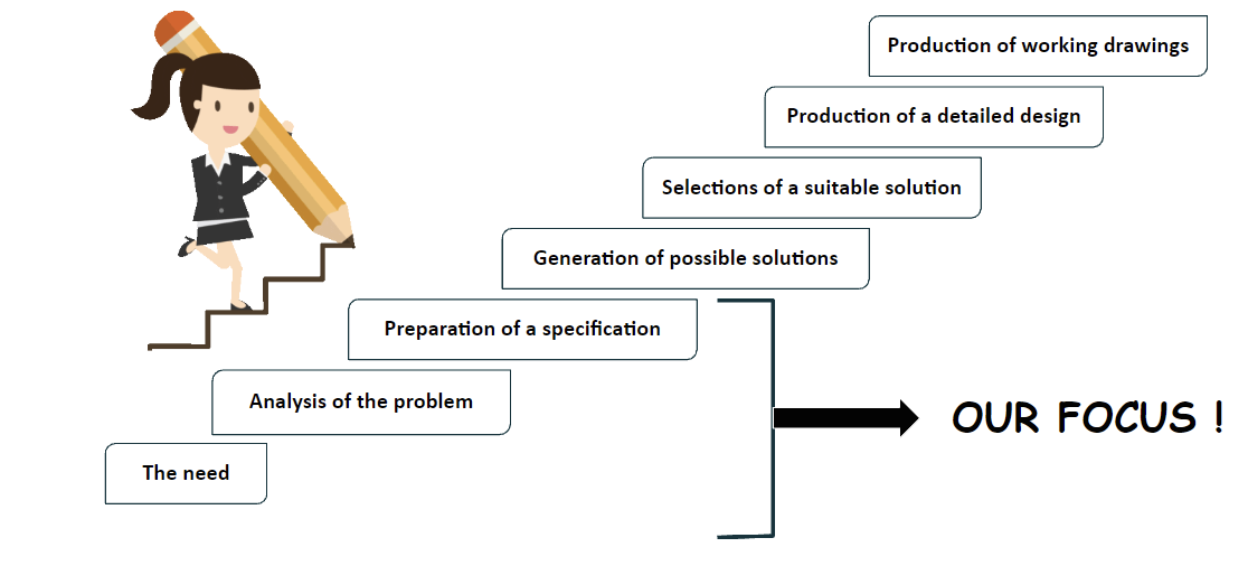 Production of working drawings
Production of a detailed design
Selections of a suitable solution
Generation of possible solutions
Preparation of a specification
Analysis of the problem
OUR FOCUS !
The need